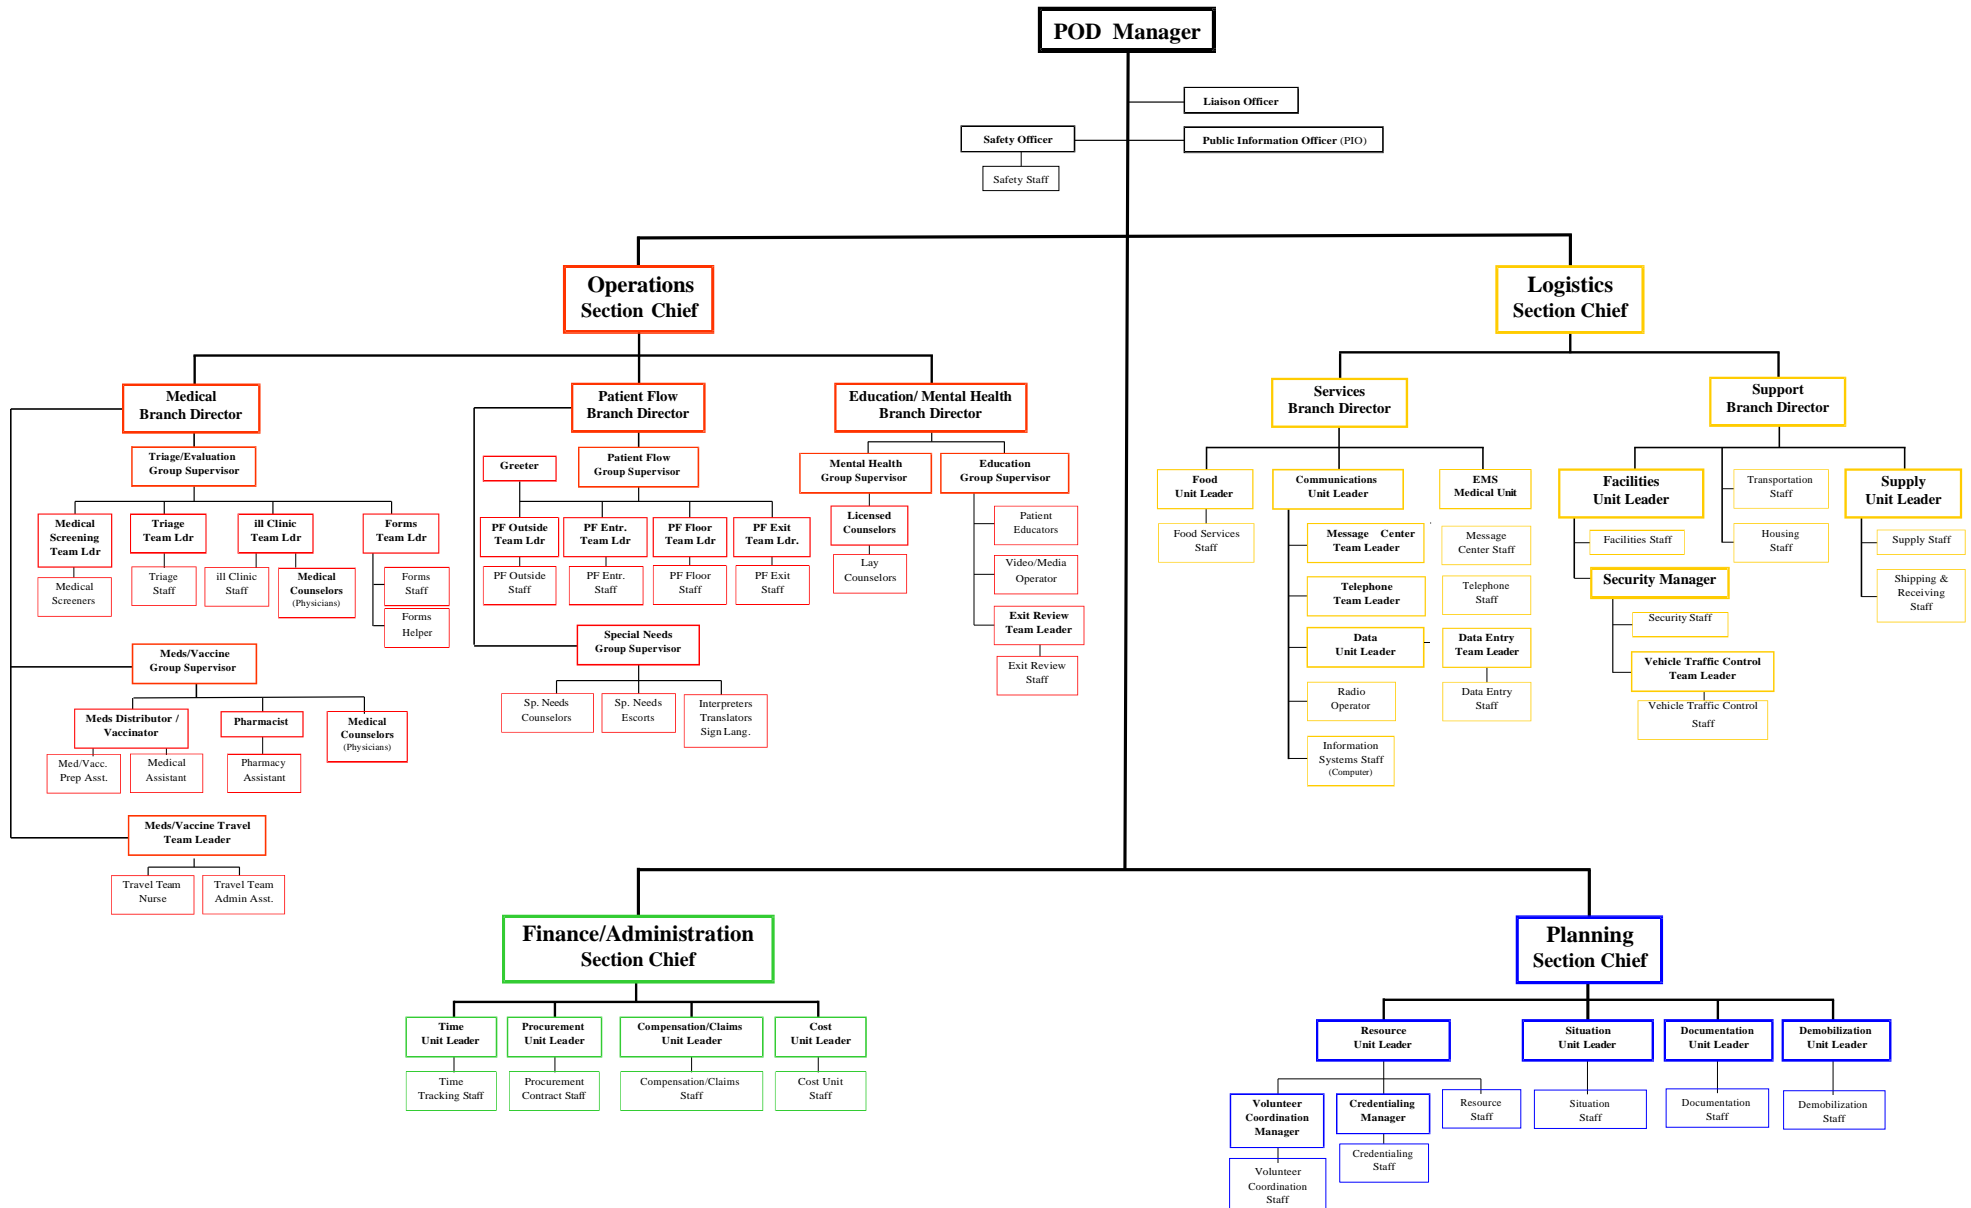 POD Manager
Liaison Officer
Safety Officer
Public Information Officer (PIO)
Safety Staff
Operations
Section Chief
Logistics
Section Chief
Medical
Branch Director
Patient Flow
Branch Director
Education/ Mental Health
Branch Director
Services
Branch Director
Support
Branch Director
Triage/Evaluation
Group Supervisor
Greeter
Patient Flow
Group Supervisor
Mental Health
Group Supervisor
Education
Group Supervisor
Food
Unit Leader
Communications
Unit Leader
EMS
Medical Unit
Facilities
Unit Leader
Transportation
Staff
Supply
Unit Leader
Medical
Screening
Team Ldr
Triage
Team Ldr
ill Clinic
Team Ldr
Forms
Team Ldr
PF Outside
Team Ldr
PF Entr.
Team Ldr
PF Floor
Team Ldr
PF Exit
Team Ldr.
Licensed
Counselors
Patient
Educators
Food Services
Staff
Message Center
Team Leader
Message
Center Staff
Facilities Staff
Housing
Staff
Supply Staff
Medical
Screeners
Triage
Staff
ill Clinic
Staff
Medical
Counselors
(Physicians)
Forms
Staff
Forms
Helper
PF Outside
Staff
PF Entr.
Staff
PF Floor
Staff
PF Exit
Staff
Lay
Counselors
Video/Media
Operator
Telephone
Team Leader
Telephone
Staff
Security Manager
Shipping &
Receiving
Staff
Security Staff
Exit Review
Team Leader
Exit Review
Staff
Data
Unit Leader
Data Entry
Team Leader
Data Entry
Staff
Vehicle Traffic Control
Team Leader
Vehicle Traffic Control
Staff
Meds/Vaccine
Group Supervisor
Special Needs
Group Supervisor
Sp. Needs
Counselors
Sp. Needs
Escorts
Interpreters
Translators
Sign Lang.
Radio
Operator
Information
Systems Staff
(Computer)
Meds Distributor /
Vaccinator
Pharmacist
Medical
Counselors
(Physicians)
Med/Vacc.
Prep Asst.
Medical
Assistant
Pharmacy
Assistant
Meds/Vaccine Travel
Team Leader
Travel Team
Nurse
Travel Team
Admin Asst.
Finance/Administration
Section Chief
Planning
Section Chief
Time
Unit Leader
Procurement
Unit Leader
Compensation/Claims
Unit Leader
Cost
Unit Leader
Time
Tracking Staff
Procurement
Contract Staff
Compensation/Claims
Staff
Cost Unit
Staff
Resource
Unit Leader
Situation
Unit Leader
Documentation
Unit Leader
Demobilization
Unit Leader
Volunteer
Coordination
Manager
Credentialing
Manager
Resource
Staff
Situation
Staff
Documentation
Staff
Demobilization
Staff
Volunteer
Coordination
Staff
Credentialing
Staff